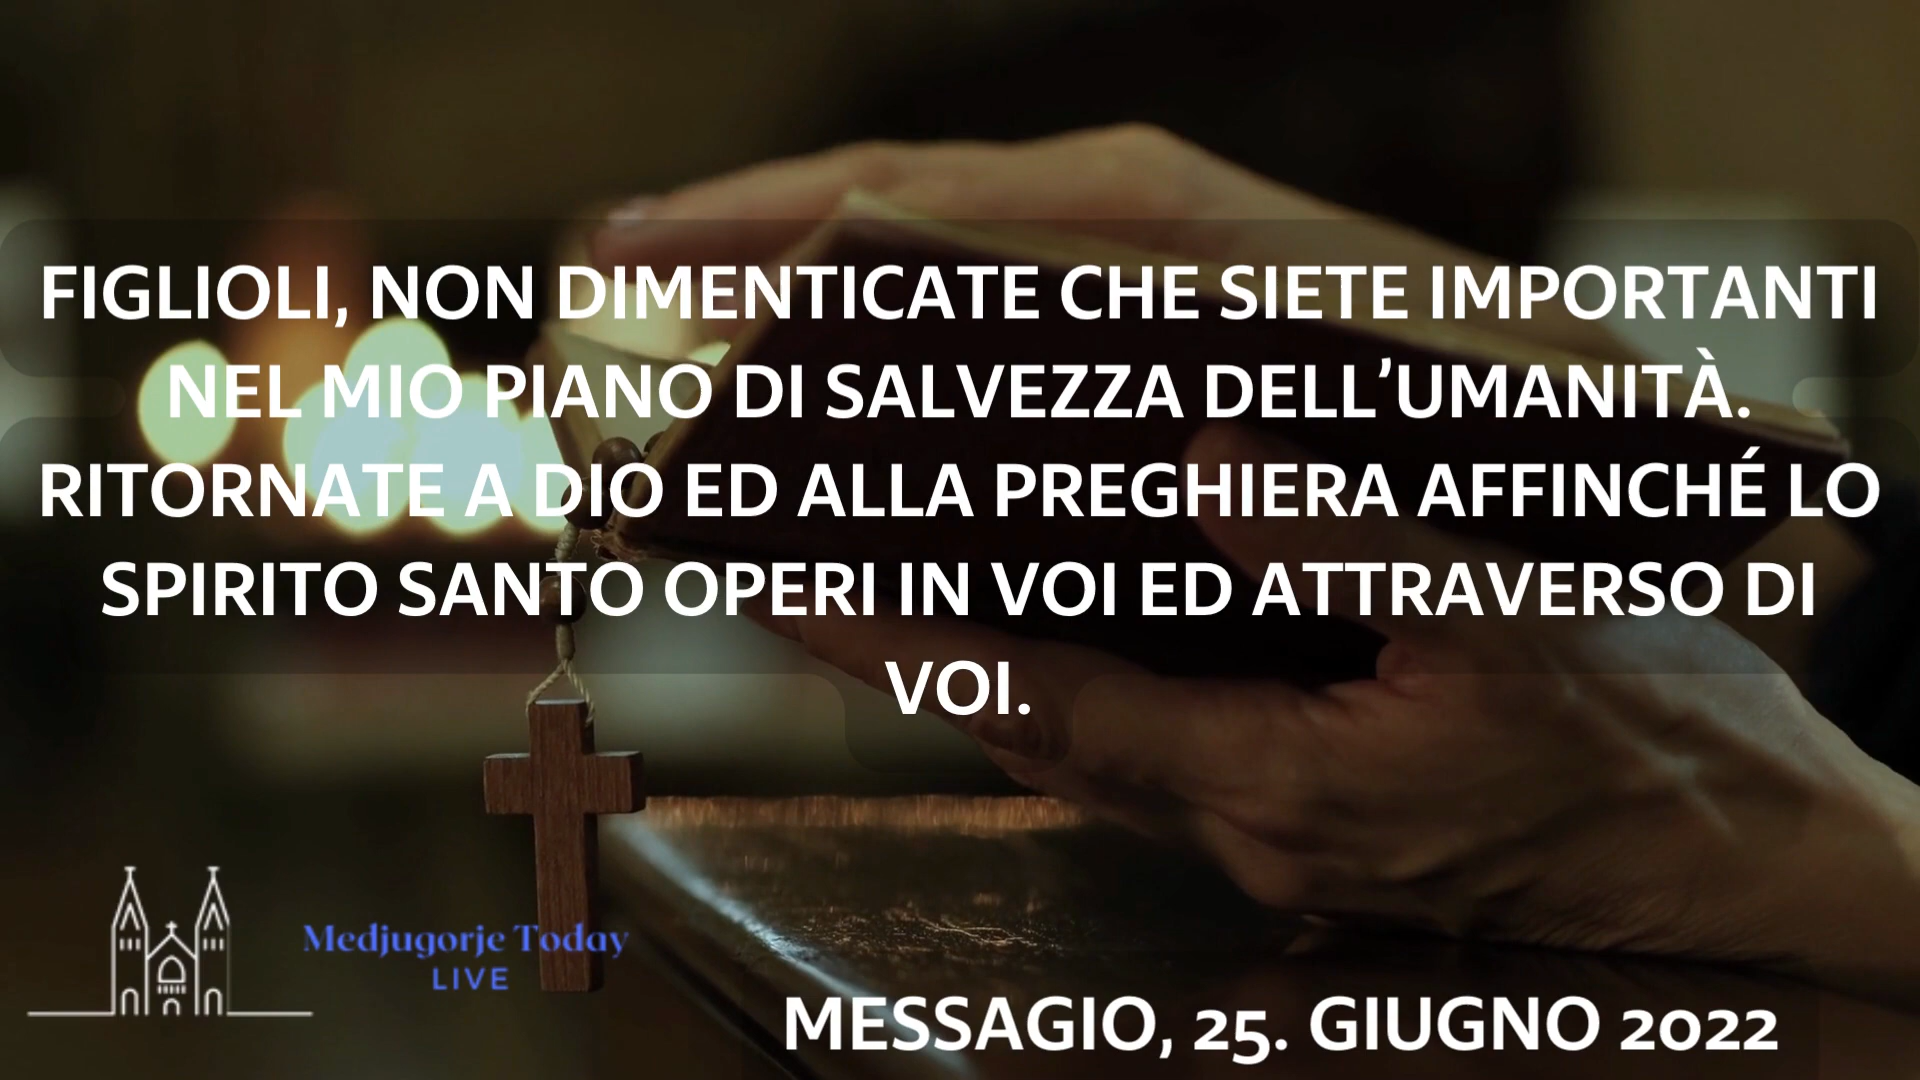 FIGLIOLI, NON DIMENTICATE CHE SIETE IMPORTANTI
NEL MIO PIANO DI SALVEZZA DELL’UMANITÀ.
RITORNATE A DIO ED ALLA PREGHIERA AFFINCHÉ LO
SPIRITO SANTO OPERI IN VOI ED ATTRAVERSO DI
VOI.
Medjugorje Today
LIVE
MESSAGIO, 25. GIUGNO 2022